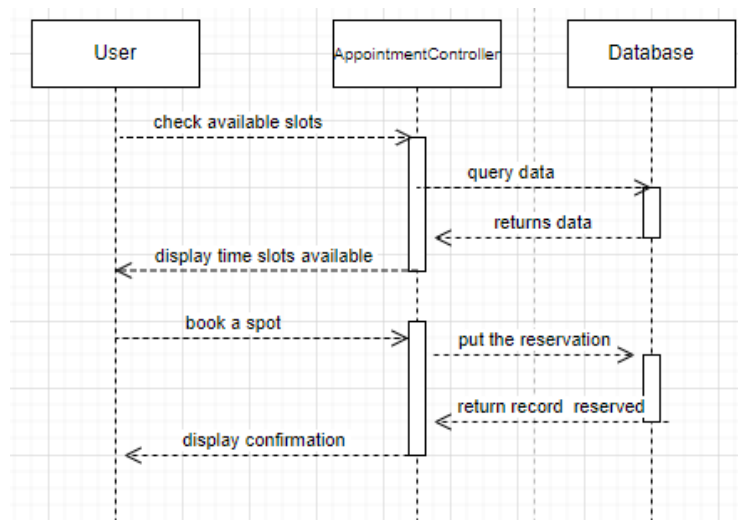 User
AppointmentController
Database
check available slots
query data
returns data
display time slots available
book a spot
put the reservation
return record reserved
display confirmation